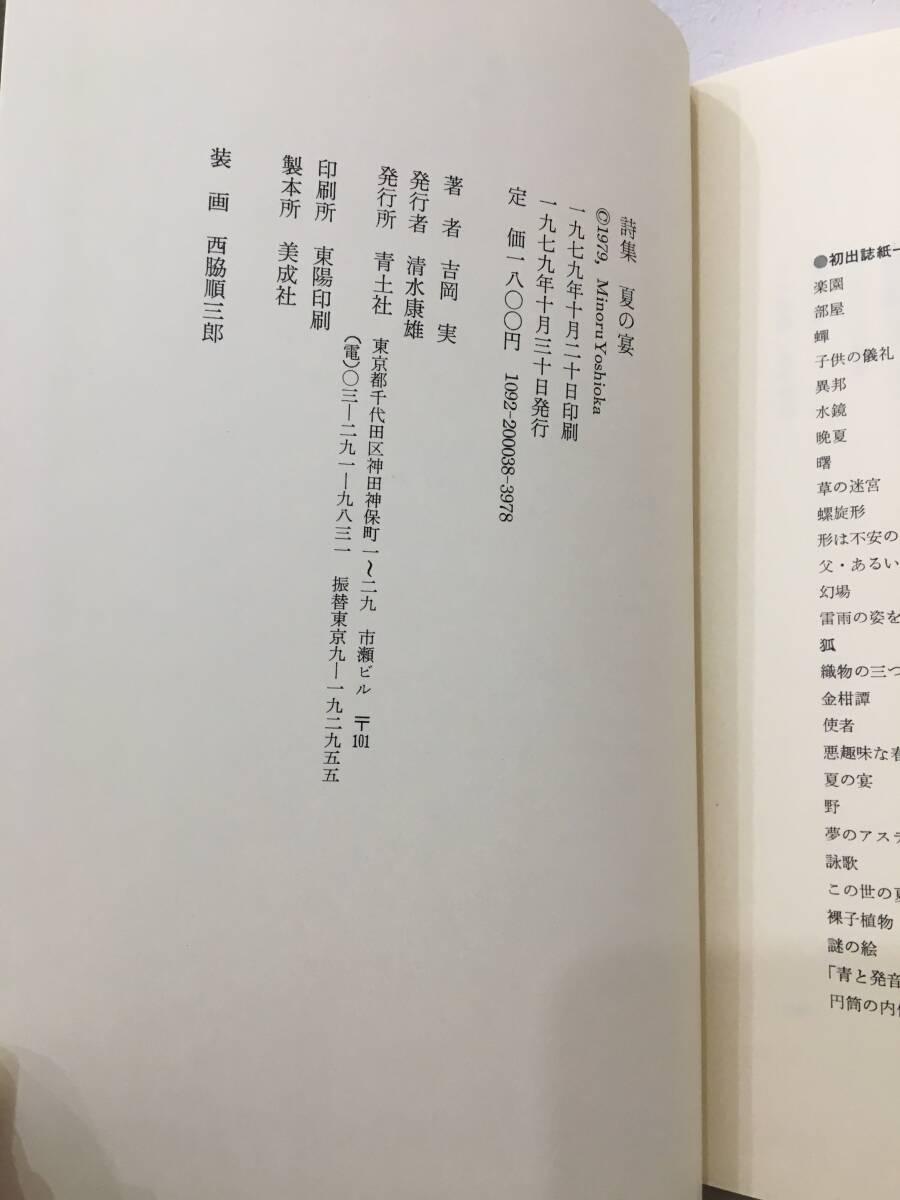 詩集　夏の宴
©1979, Minoru Yoshioka
一九七九年十月二十日印刷
一九七九年十月三十日発行
定　価一八〇〇円　1092-200038-3978
著　者　吉岡　実
発行者　清水康雄
発行所　青土社　東京都千代田区神田神保町一〜二九　市瀬ビル　〒101
（電）〇三—二九一—九八三一　振替東京九—一九二九五五
印刷所　東陽印刷
製本所　美成社
装　画　西脇順三郎
●初出誌紙一
楽園
部屋
蟬
子供の儀礼
異邦
水鏡
晩夏
曙
草の迷宮
螺旋形
形は不安の
父・あるい
幻場
雷雨の姿を
狐
織物の三つ
金柑譚
使者
悪趣味な春
夏の宴
野
夢のアステ
詠歌
この世の夏
裸子植物
謎の絵
「青と発音
円筒の内